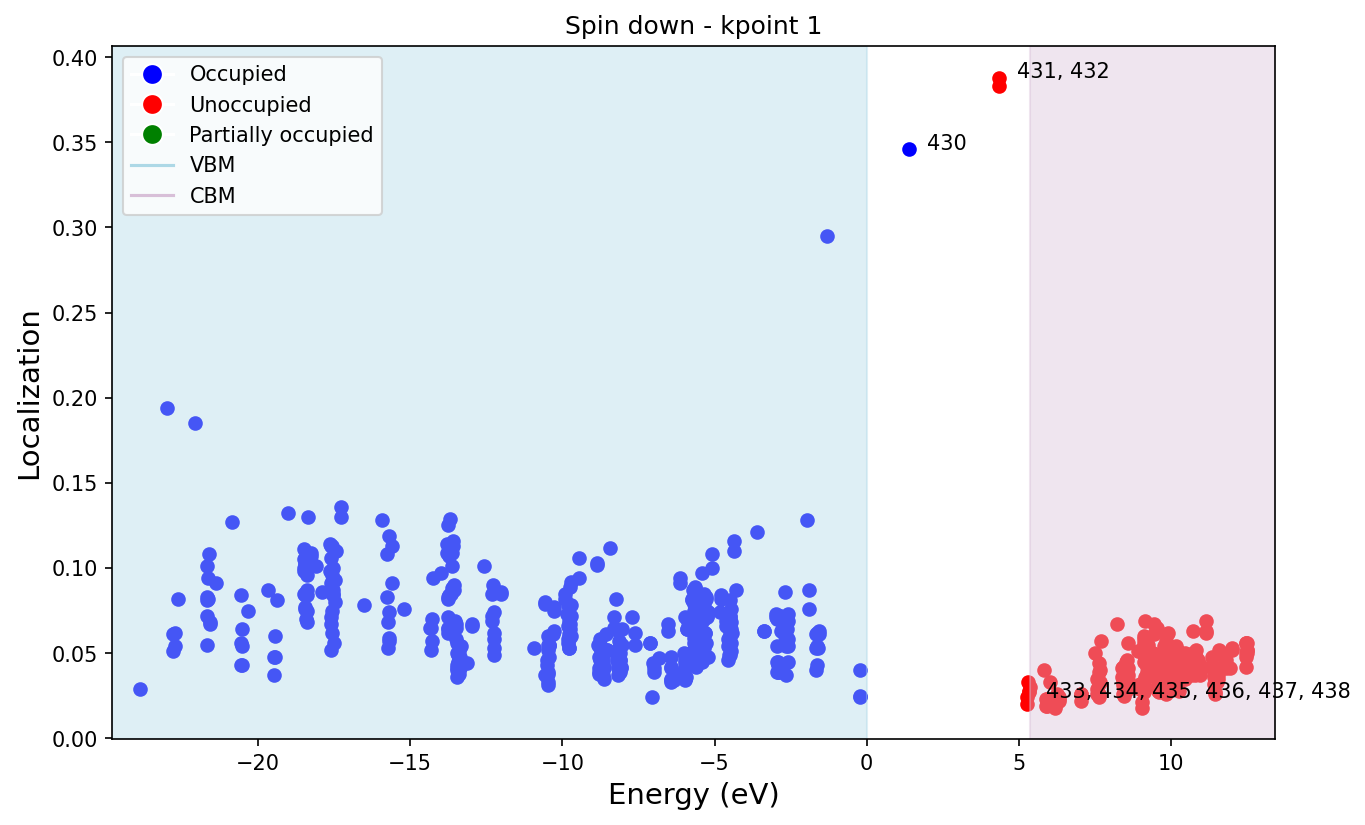 Spin down - kpoint 1
Localization
0.40
0.35
0.30
0.25
0.20
0.15
0.10
0.05
0.00
Occupied
Unoccupied
Partially occupied
VBM
CBM
431, 432
430
433, 434, 435, 436, 437, 438
−20 −15 −10 −5 0 5 10
Energy (eV)